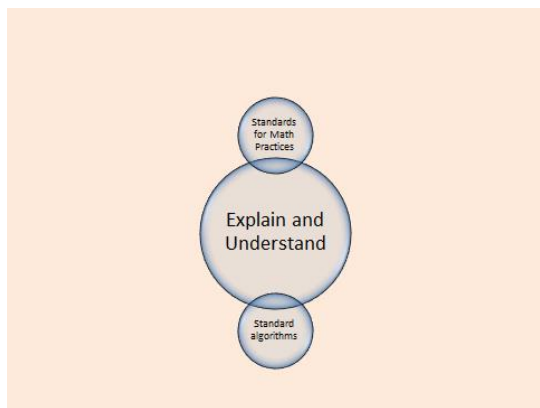 Standards
for Math
Practices
Explain and
Understand
Standard
algorithms